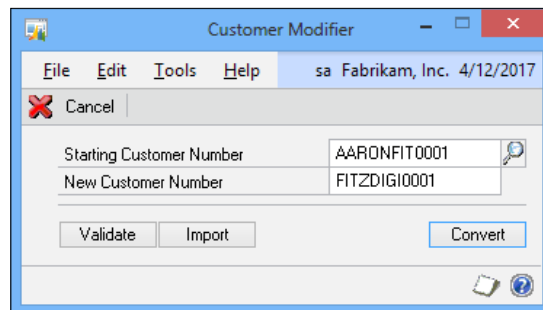 Customer Modifier
File Edit Tools Help sa Fabrikam, Inc. 4/12/2017
Cancel
Starting Customer Number AARONFIT0001
New Customer Number FITZDIGI0001
Validate Import Convert